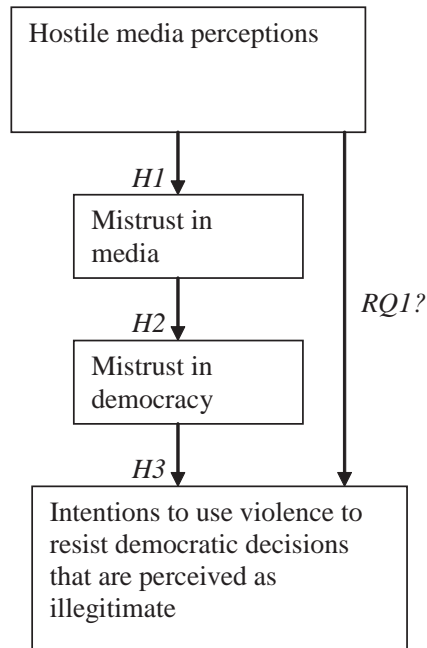 Hostile media perceptions
H1
Mistrust in
media
H2
RQ1?
Mistrust in
democracy
H3
Intentions to use violence to
resist democratic decisions
that are perceived as
illegitimate